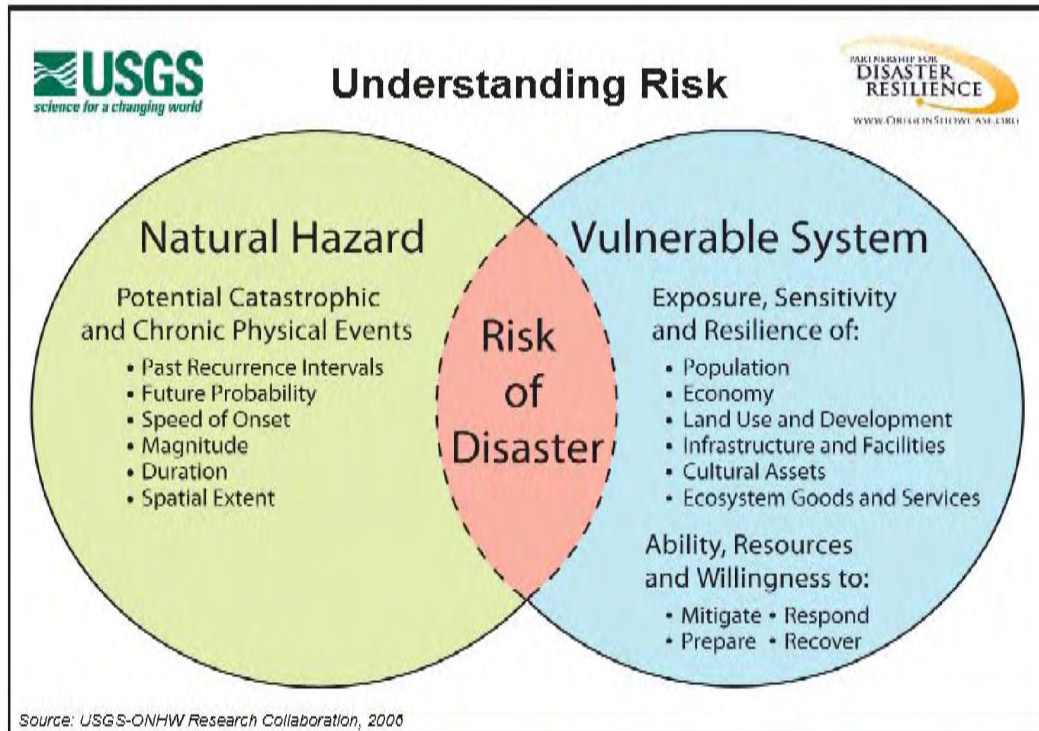 USGS
science for a changing world
Understanding Risk
PARTNERSHIP FOR
DISASTER
RESILIENCE
WWW.OREGONSHOWCASE.ORG
Natural Hazard
Potential Catastrophic
and Chronic Physical Events
• Past Recurrence Intervals
• Future Probability
• Speed of Onset
• Magnitude
• Duration
• Spatial Extent
Risk
of
Disaster
Vulnerable System
Exposure, Sensitivity
and Resilience of:
• Population
• Economy
• Land Use and Development
• Infrastructure and Facilities
• Cultural Assets
• Ecosystem Goods and Services
Ability, Resources
and Willingness to:
• Mitigate • Respond
• Prepare • Recover
Source: USGS-ONHW Research Collaboration, 2006